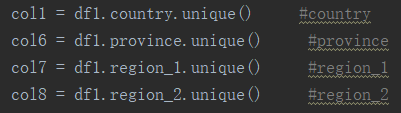 col1 = df1.country.unique()     #country
col6 = df1.province.unique()     #province
col7 = df1.region_1.unique()     #region_1
col8 = df1.region_2.unique()     #region_2